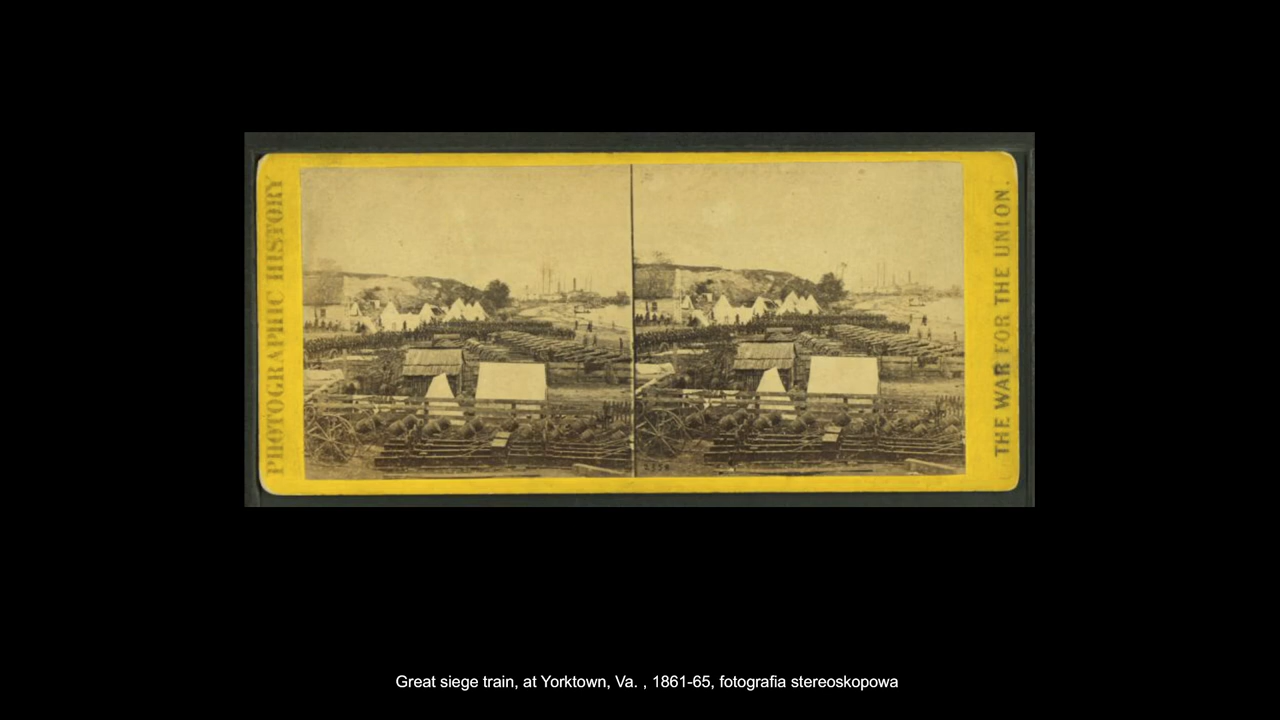 PHOTOGRAPHIC HISTORY
THE WAR FOR THE UNION.
Great siege train, at Yorktown, Va. , 1861-65, fotografia stereoskopowa